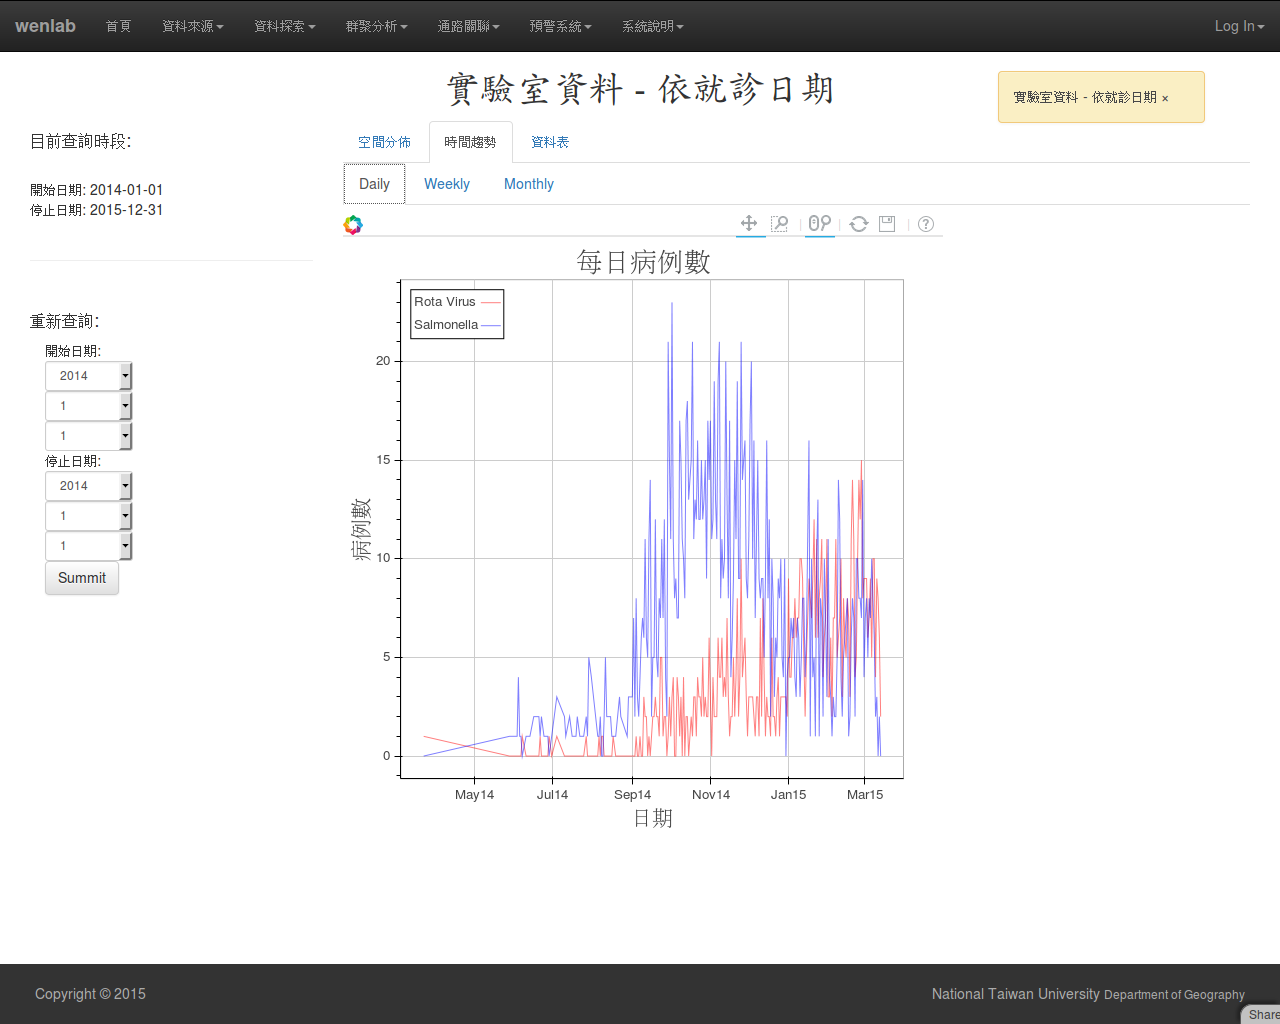 wenlab 首頁 資料來源 資料探索 群聚分析 通路關聯 預警系統 系統說明 Log In
實驗室資料 - 依就診日期
實驗室資料 - 依就診日期 ×
目前查詢時段:
開始日期: 2014-01-01
停止日期: 2015-12-31
重新查詢:
開始日期:
2014
1
1
停止日期:
2014
1
1
Summit
空間分佈 時間趨勢 資料表
Daily Weekly Monthly
每日病例數
Rota Virus
Salmonella
病例數
20
15
10
5
0
May14 Jul14 Sep14 Nov14 Jan15 Mar15
日期
Copyright © 2015
National Taiwan University Department of Geography
Share